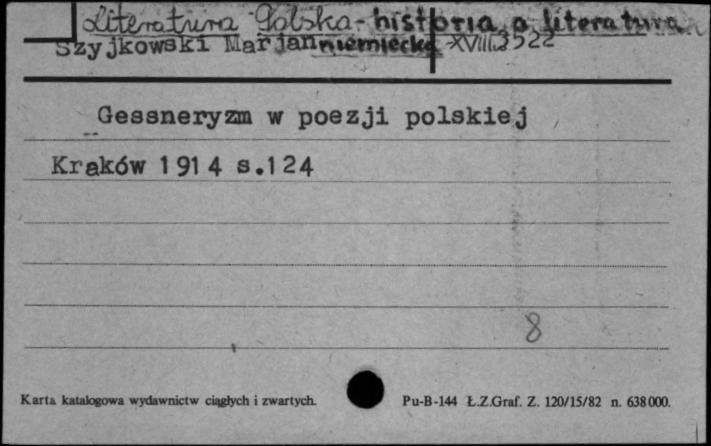 Literatura Polska - historia, a literatura
Szyjkowski Marjan niemiecka XVIII. 3522
Gessneryzm w poezji polskiej
Kraków 1914 s.124
8
Karta katalogowa wydawnictw ciągłych i zwartych.
Pu-B-144 Ł.Z.Graf. Z. 120/15/82 n. 638000.